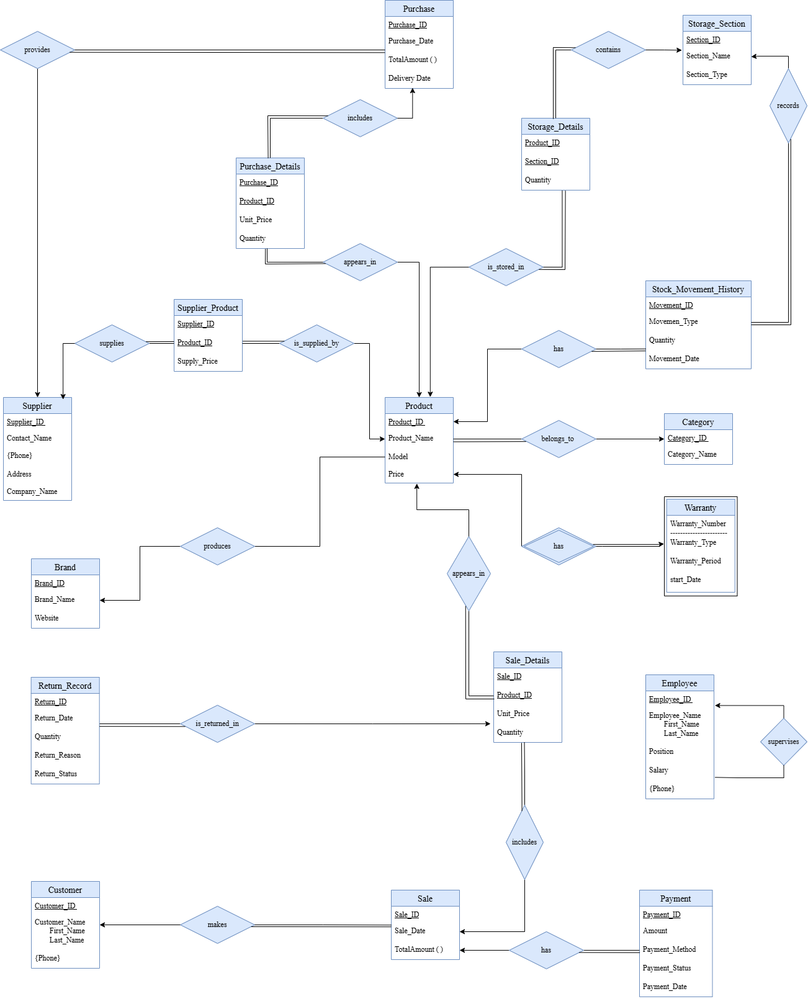 Purchase
Purchase_ID
Purchase_Date
TotalAmount ( )
Delivery Date
provides
Storage_Section
Section_ID
Section_Name
Section_Type
contains
records
includes
Storage_Details
Product_ID
Section_ID
Quantity
Purchase_Details
Purchase_ID
Product_ID
Unit_Price
Quantity
appears_in
is_stored_in
Stock_Movement_History
Movement_ID
Movemen_Type
Quantity
Movement_Date
Supplier_Product
Supplier_ID
Product_ID
Supply_Price
supplies
is_supplied_by
has
Supplier
Supplier_ID
Contact_Name
{Phone}
Address
Company_Name
Product
Product_ID
Product_Name
Model
Price
belongs_to
Category
Category_ID
Category_Name
Warranty
Warranty_Number
-----------------------
Warranty_Type
Warranty_Period
start_Date
has
produces
Brand
Brand_ID
Brand_Name
Website
appears_in
Sale_Details
Sale_ID
Product_ID
Unit_Price
Quantity
Return_Record
Return_ID
Return_Date
Quantity
Return_Reason
Return_Status
is_returned_in
Employee
Employee_ID
Employee_Name
First_Name
Last_Name
Position
Salary
{Phone}
supervises
includes
Customer
Customer_ID
Customer_Name
First_Name
Last_Name
{Phone}
makes
Sale
Sale_ID
Sale_Date
TotalAmount ( )
has
Payment
Payment_ID
Amount
Payment_Method
Payment_Status
Payment_Date